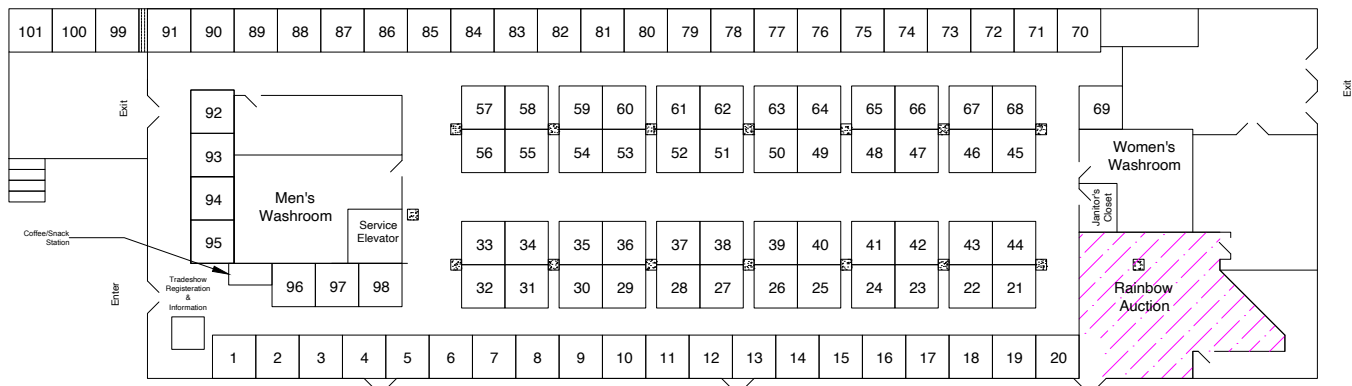 101 100 99 91 90 89 88 87 86 85 84 83 82 81 80 79 78 77 76 75 74 73 72 71 70
Exit
Exit
92
57 58 59 60 61 62 63 64 65 66 67 68 69
93
56 55 54 53 52 51 50 49 48 47 46 45
Women's
Washroom
94
Men's
Washroom
Janitor's
Closet
95
Service
Elevator
Coffee/Snack
Station
33 34 35 36 37 38 39 40 41 42 43 44
Enter
Tradeshow
Registeration
&
Information
96 97 98
32 31 30 29 28 27 26 25 24 23 22 21
Rainbow
Auction
1 2 3 4 5 6 7 8 9 10 11 12 13 14 15 16 17 18 19 20